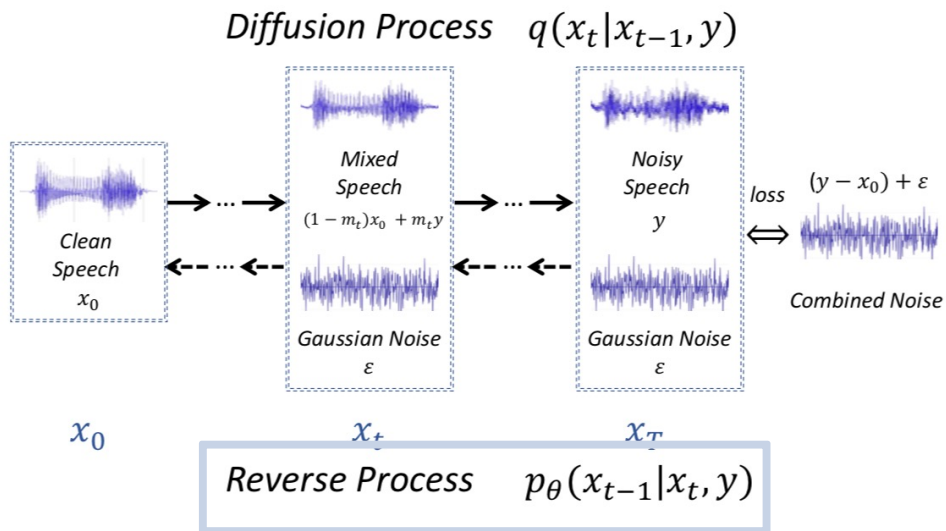 Diffusion Process q(x_t|x_{t-1}, y)
Clean
Speech
x_0
Mixed
Speech
(1 − m_t)x_0 + m_t y
Gaussian Noise
ε
Noisy
Speech
y
Gaussian Noise
ε
loss
(y − x_0) + ε
Combined Noise
...
...
...
...
x_0
x_t
x_T
Reverse Process p_θ(x_{t-1}|x_t, y)